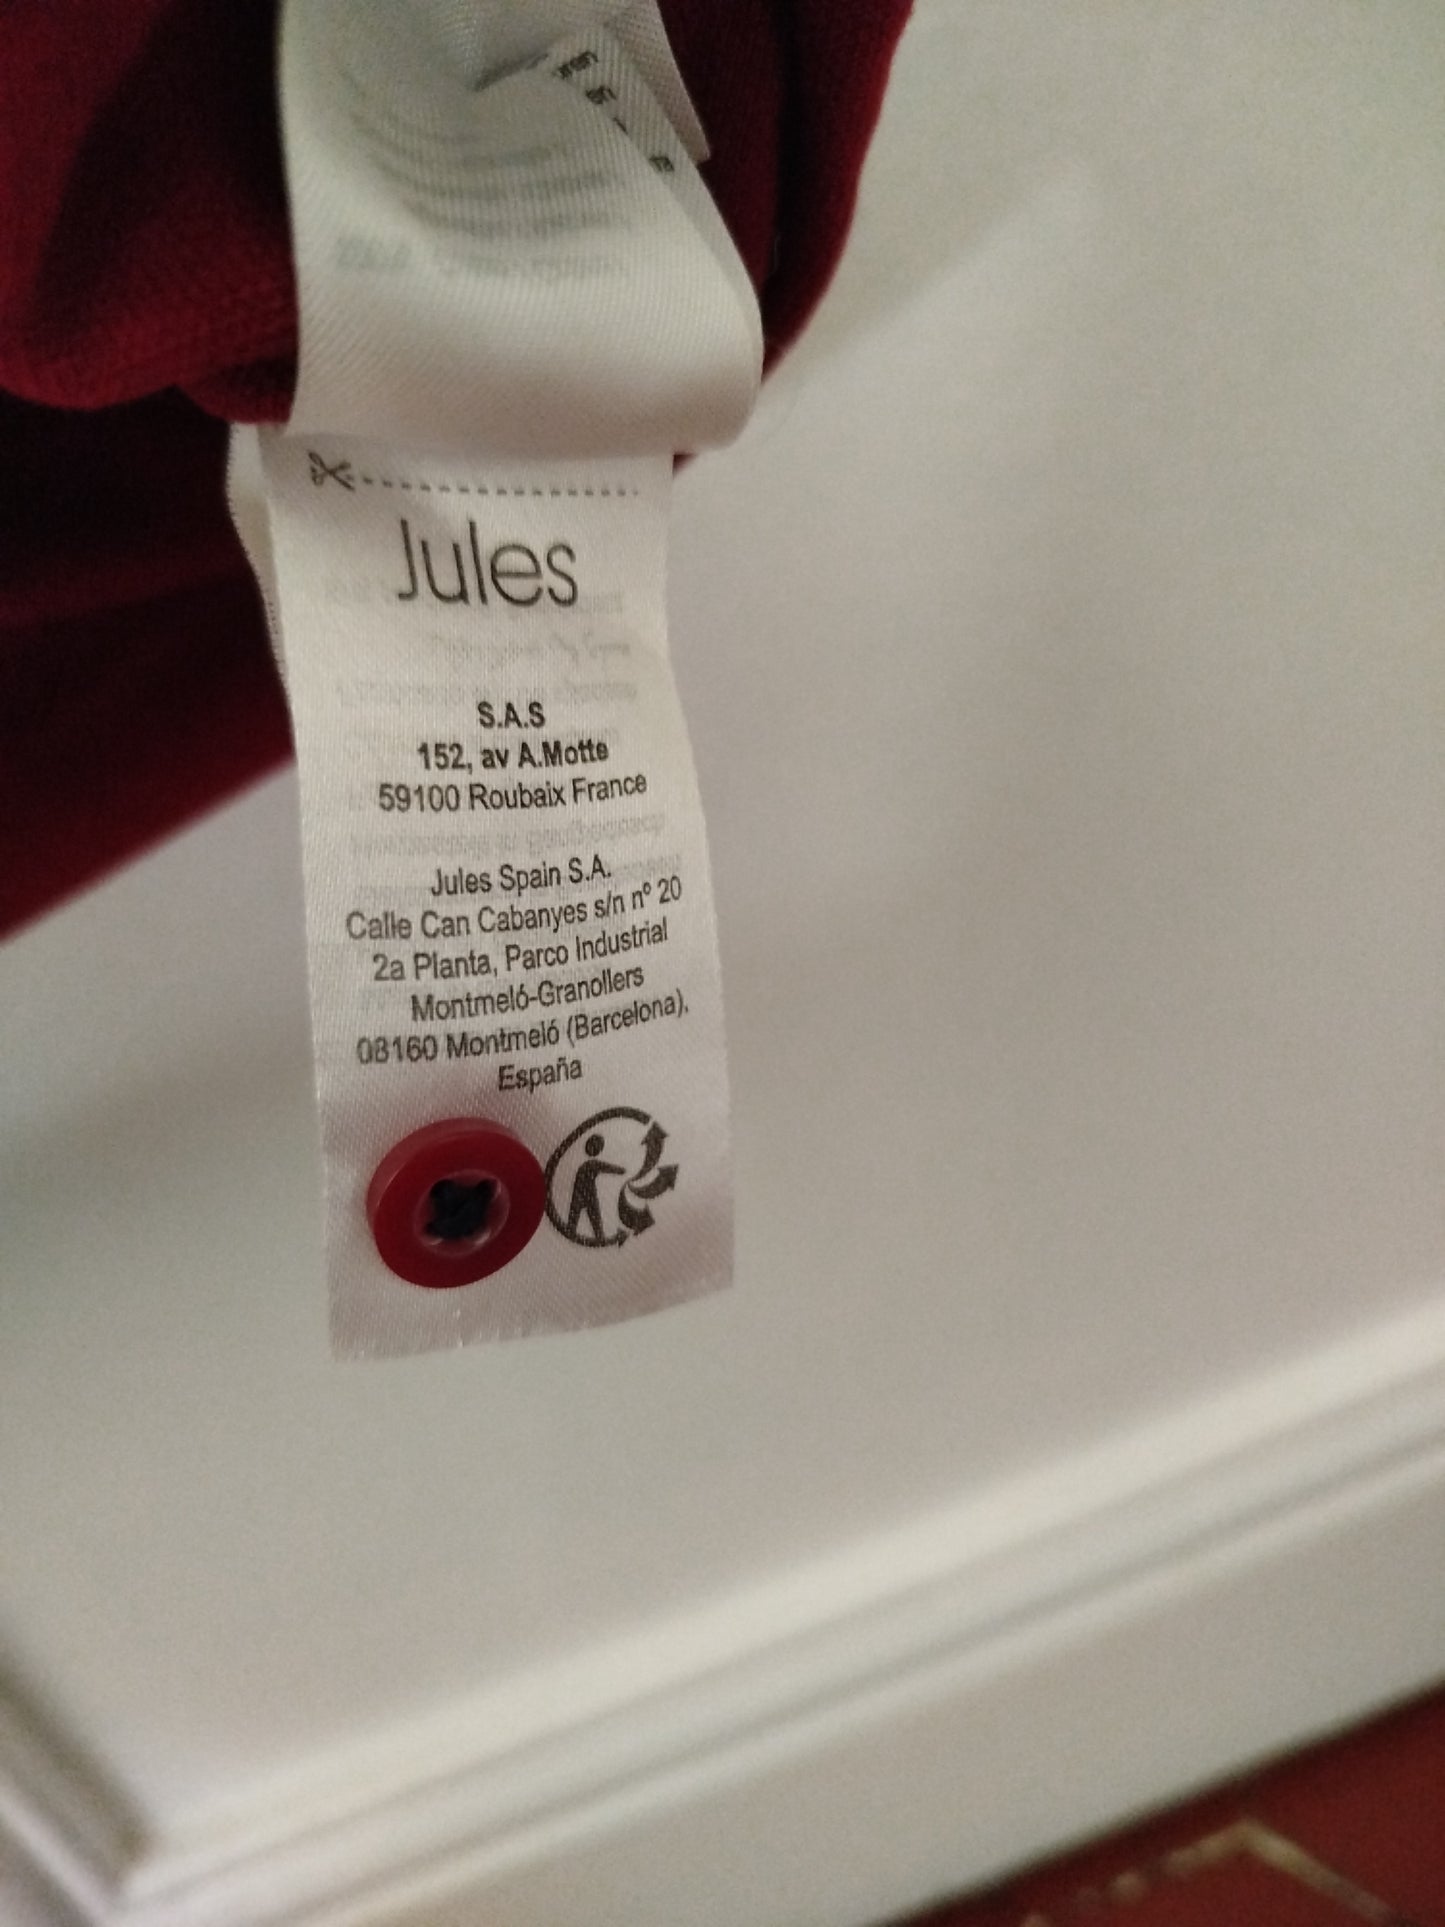 Jules
S.A.S
152, av A.Motte
59100 Roubaix France
Jules Spain S.A.
Calle Can Cabanyes s/n nº 20
2a Planta, Parco Industrial
Montmeló-Granollers
08160 Montmeló (Barcelona),
España